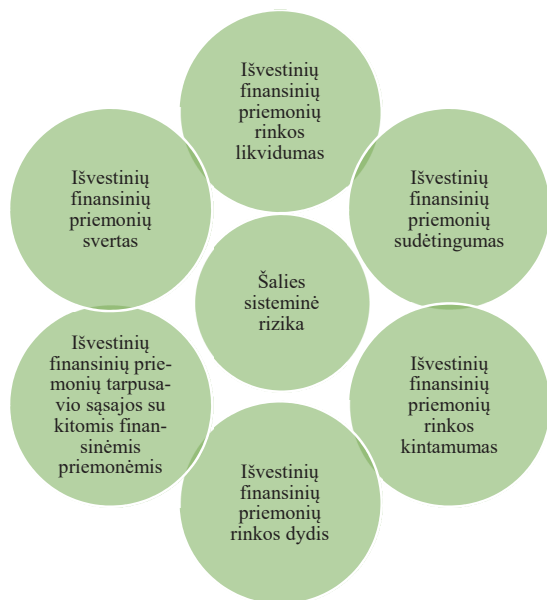 Išvestinių
finansinių
priemonių
rinkos
likvidumas
Išvestinių
finansinių
priemonių
svertas
Išvestinių
finansinių
priemonių
sudėtingumas
Šalies
sisteminė
rizika
Išvestinių
finansinių prie-
monių tarpusa-
vio sąsajos su
kitomis finan-
sinėmis
priemonėmis
Išvestinių
finansinių
priemonių
rinkos
kintamumas
Išvestinių
finansinių
priemonių
rinkos dydis